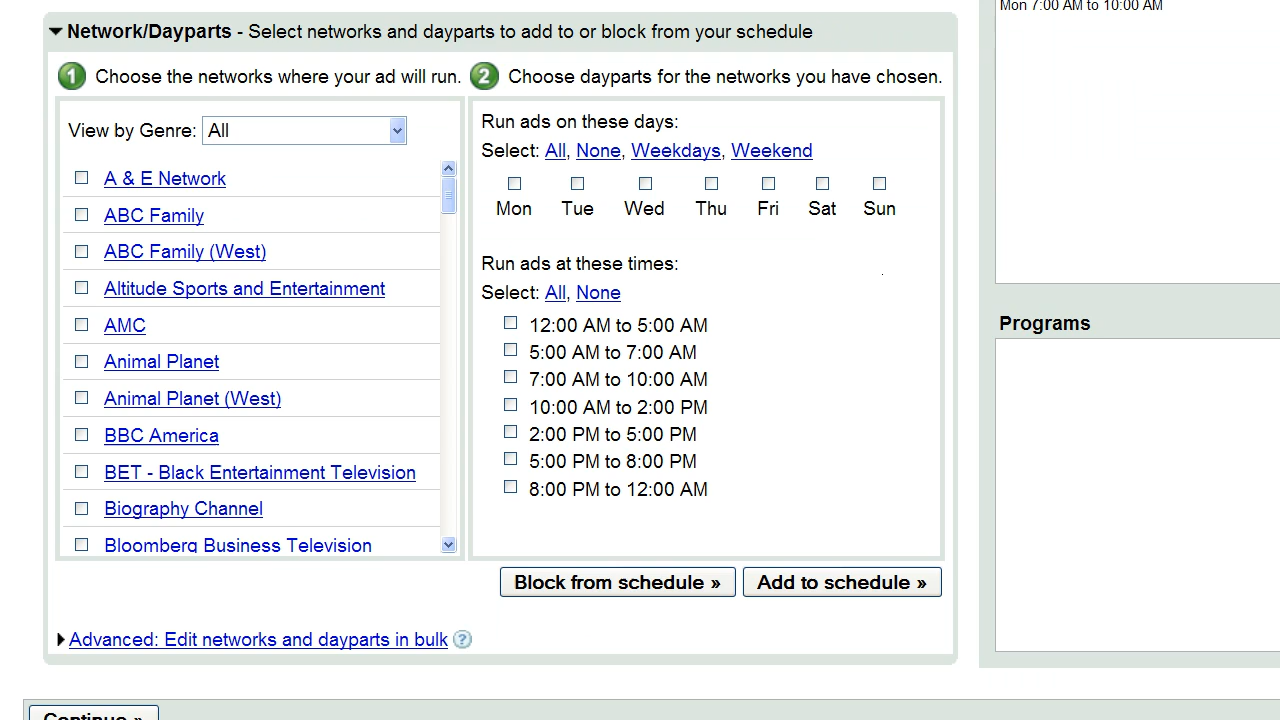 Mon 7:00 AM to 10:00 AM
Network/Dayparts - Select networks and dayparts to add to or block from your schedule
1 Choose the networks where your ad will run.
2 Choose dayparts for the networks you have chosen.
View by Genre: All
A & E Network
ABC Family
ABC Family (West)
Altitude Sports and Entertainment
AMC
Animal Planet
Animal Planet (West)
BBC America
BET - Black Entertainment Television
Biography Channel
Bloomberg Business Television
Run ads on these days:
Select: All, None, Weekdays, Weekend
Mon Tue Wed Thu Fri Sat Sun
Run ads at these times:
Select: All, None
12:00 AM to 5:00 AM
5:00 AM to 7:00 AM
7:00 AM to 10:00 AM
10:00 AM to 2:00 PM
2:00 PM to 5:00 PM
5:00 PM to 8:00 PM
8:00 PM to 12:00 AM
Block from schedule »
Add to schedule »
Advanced: Edit networks and dayparts in bulk ?
Programs
Continue »